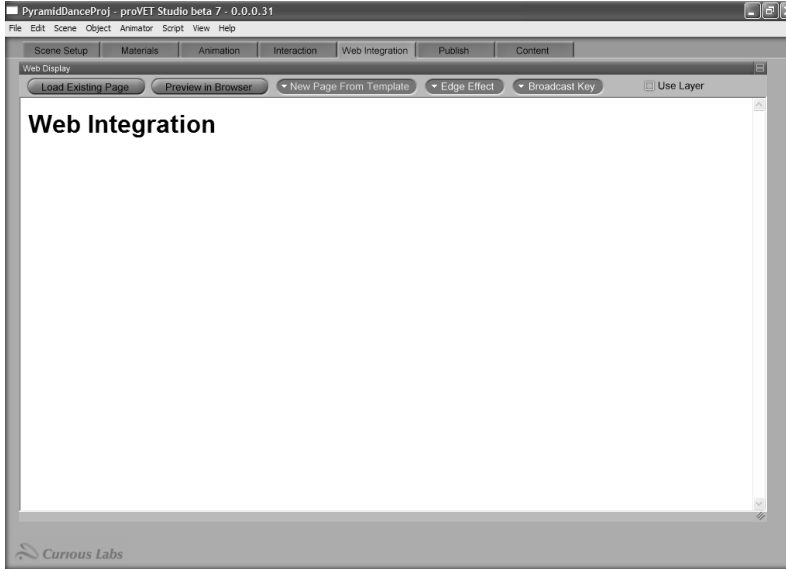 PyramidDanceProj - proVET Studio beta 7 - 0.0.0.31
File Edit Scene Object Animator Script View Help
Scene Setup Materials Animation Interaction Web Integration Publish Content
Web Display
Load Existing Page Preview in Browser New Page From Template Edge Effect Broadcast Key Use Layer
Web Integration
Curious Labs